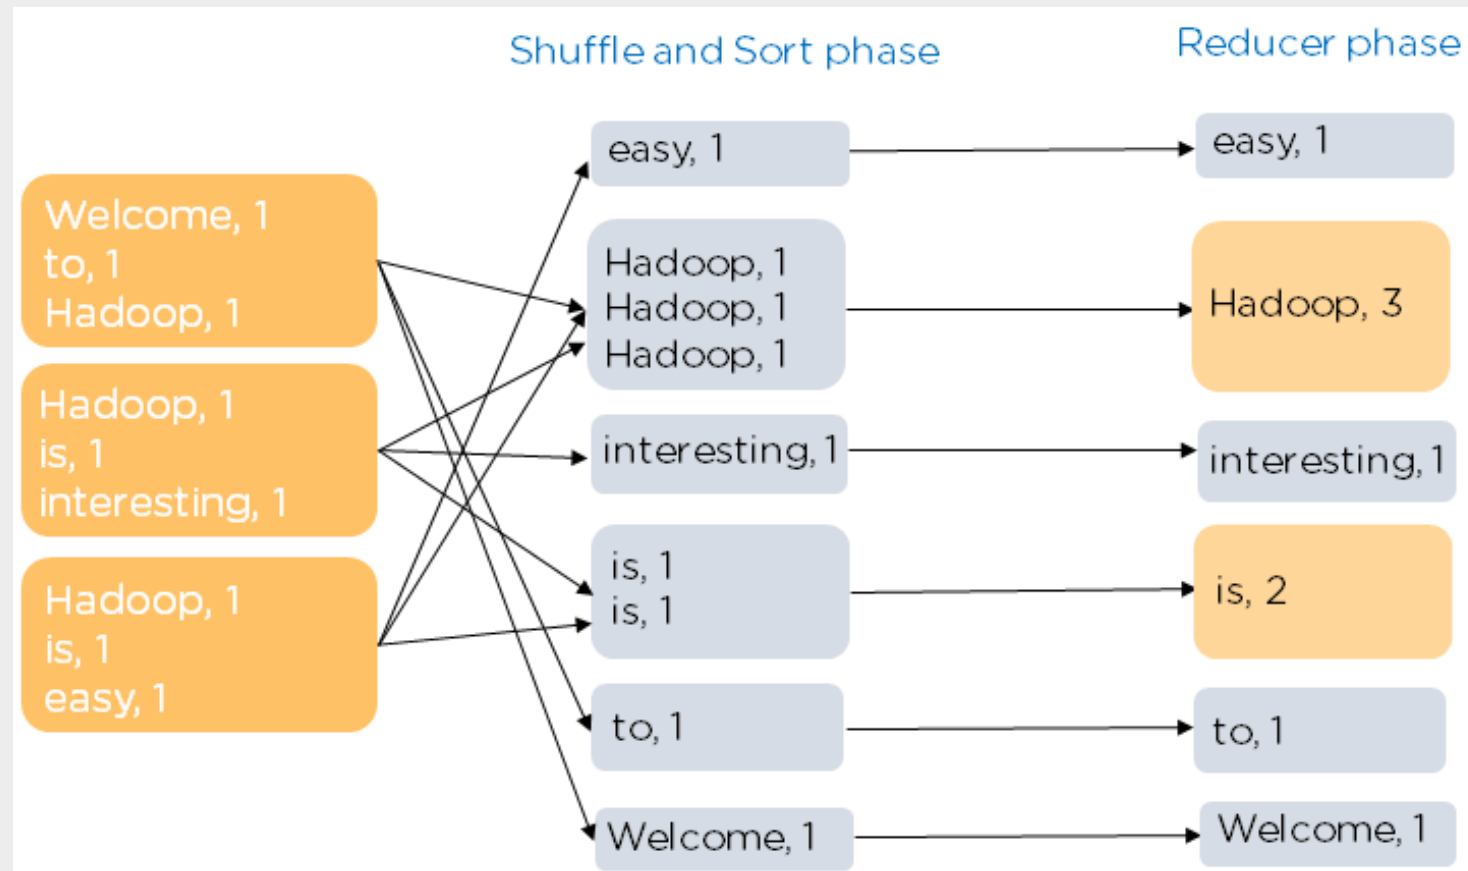 Shuffle and Sort phase
Reducer phase
Welcome, 1
to, 1
Hadoop, 1
Hadoop, 1
is, 1
interesting, 1
Hadoop, 1
is, 1
easy, 1
easy, 1
Hadoop, 1
Hadoop, 1
Hadoop, 1
interesting, 1
is, 1
is, 1
to, 1
Welcome, 1
easy, 1
Hadoop, 3
interesting, 1
is, 2
to, 1
Welcome, 1